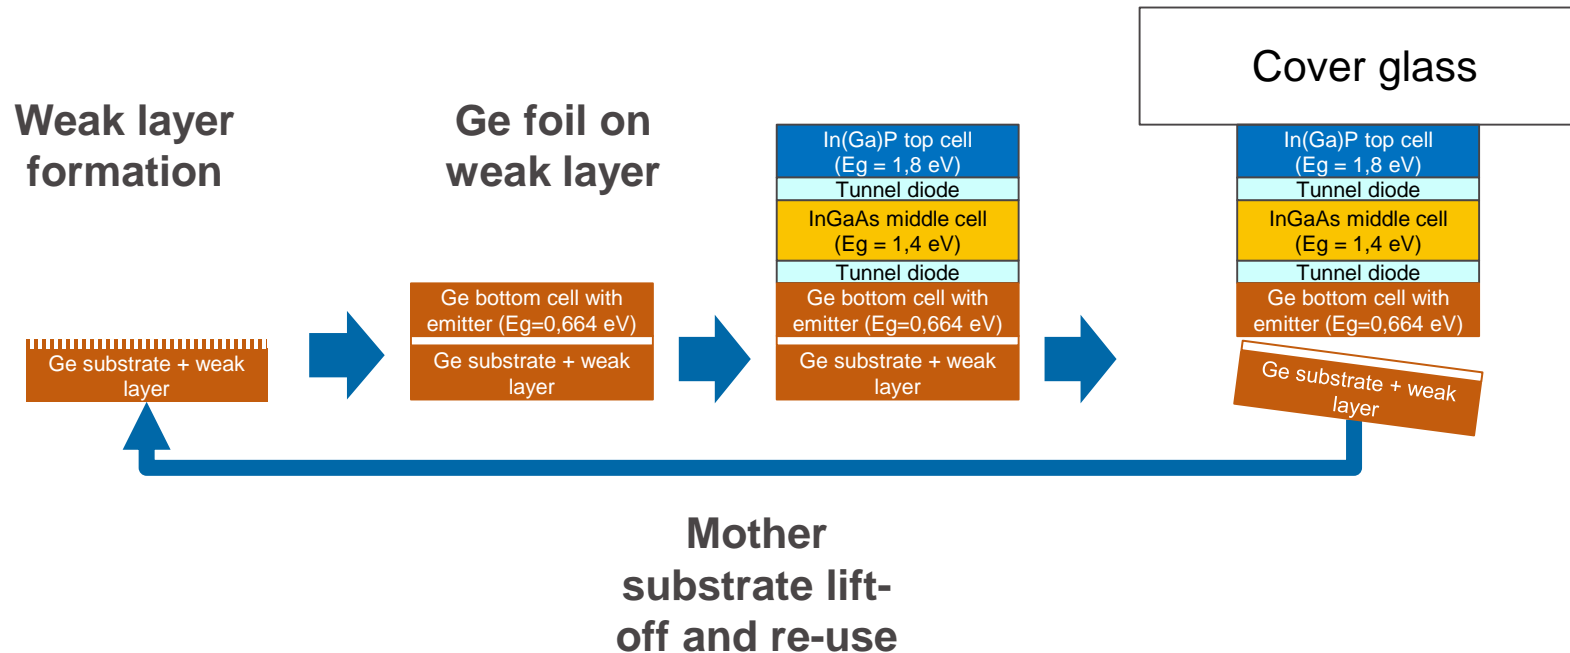 Weak layer
formation
Ge substrate + weak
layer
Ge foil on
weak layer
Ge bottom cell with
emitter (Eg=0,664 eV)
Ge substrate + weak
layer
In(Ga)P top cell
(Eg = 1,8 eV)
Tunnel diode
InGaAs middle cell
(Eg = 1,4 eV)
Tunnel diode
Ge bottom cell with
emitter (Eg=0,664 eV)
Ge substrate + weak
layer
Cover glass
In(Ga)P top cell
(Eg = 1,8 eV)
Tunnel diode
InGaAs middle cell
(Eg = 1,4 eV)
Tunnel diode
Ge bottom cell with
emitter (Eg=0,664 eV)
Ge substrate + weak
layer
Mother
substrate lift-
off and re-use